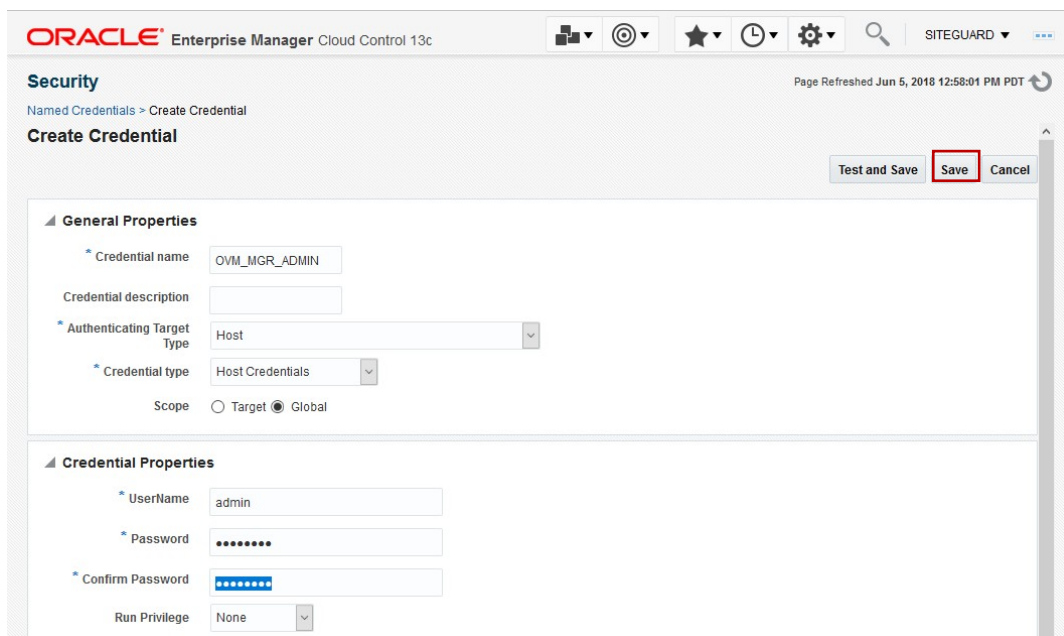 ORACLE Enterprise Manager Cloud Control 13c
SITEGUARD
Security
Page Refreshed Jun 5, 2018 12:58:01 PM PDT
Named Credentials > Create Credential
Create Credential
Test and Save Save Cancel
General Properties
* Credential name OVM_MGR_ADMIN
Credential description
* Authenticating Target
Type
Host
* Credential type Host Credentials
Scope Target Global
Credential Properties
* UserName admin
* Password ••••••••
* Confirm Password ••••••••
Run Privilege None